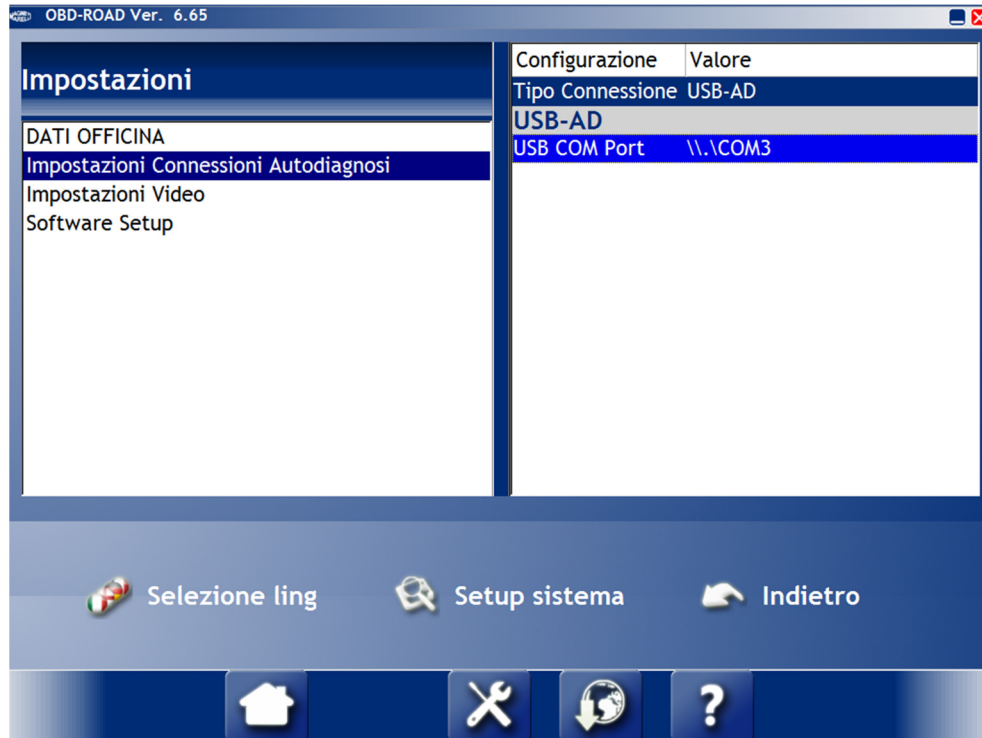 OBD-ROAD Ver. 6.65
Impostazioni
DATI OFFICINA
Impostazioni Connessioni Autodiagnosi
Impostazioni Video
Software Setup
Configurazione Valore
Tipo Connessione USB-AD
USB-AD
USB COM Port \\.\COM3
Selezione ling
Setup sistema
Indietro
?